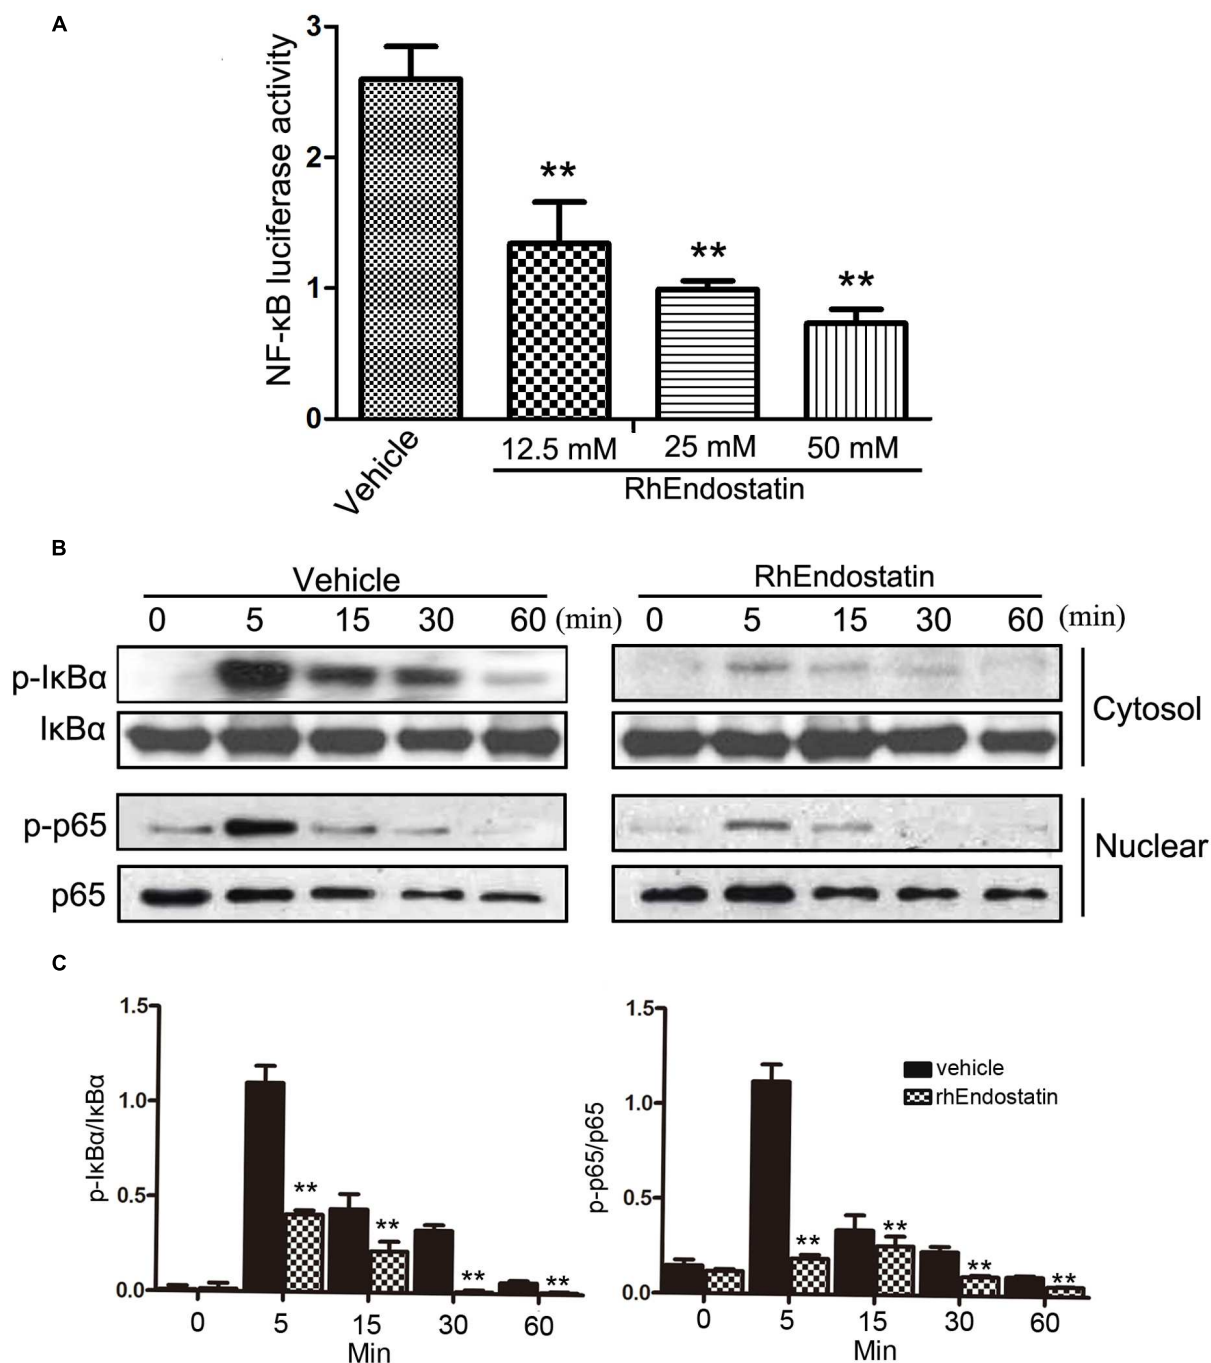 A
NF-κB luciferase activity
3
2
1
0
**
**
**
Vehicle
12.5 mM
25 mM
50 mM
RhEndostatin
B
Vehicle
RhEndostatin
0 5 15 30 60 (min)
0 5 15 30 60 (min)
p-IκBα
IκBα
Cytosol
p-p65
p65
Nuclear
C
p-IκBα/IκBα
1.5
1.0
0.5
0.0
**
**
**
**
0 5 15 30 60
Min
p-p65/p65
1.5
1.0
0.5
0.0
**
**
**
**
vehicle
rhEndostatin
0 5 15 30 60
Min